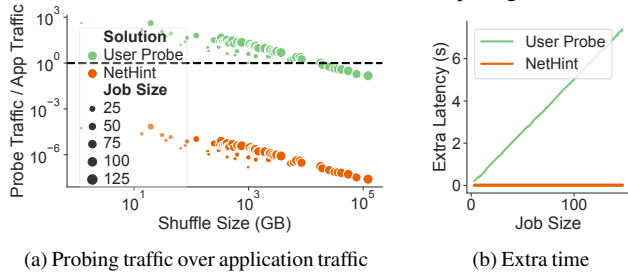 Probe Traffic / App Traffic
10^3
10^0
10^-3
10^-6
Solution
User Probe
NetHint
Job Size
25
50
75
100
125
10^1
10^3
10^5
Shuffle Size (GB)
(a) Probing traffic over application traffic
Extra Latency (s)
6
4
2
0
User Probe
NetHint
0
100
Job Size
(b) Extra time